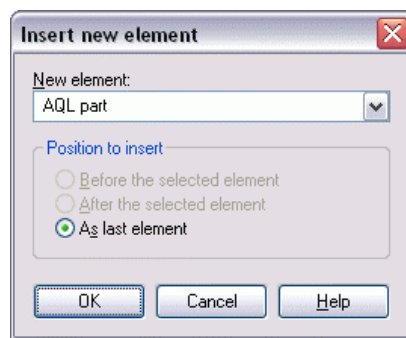 Insert new element
New element:
AQL part
Position to insert
Before the selected element
After the selected element
As last element
OK Cancel Help